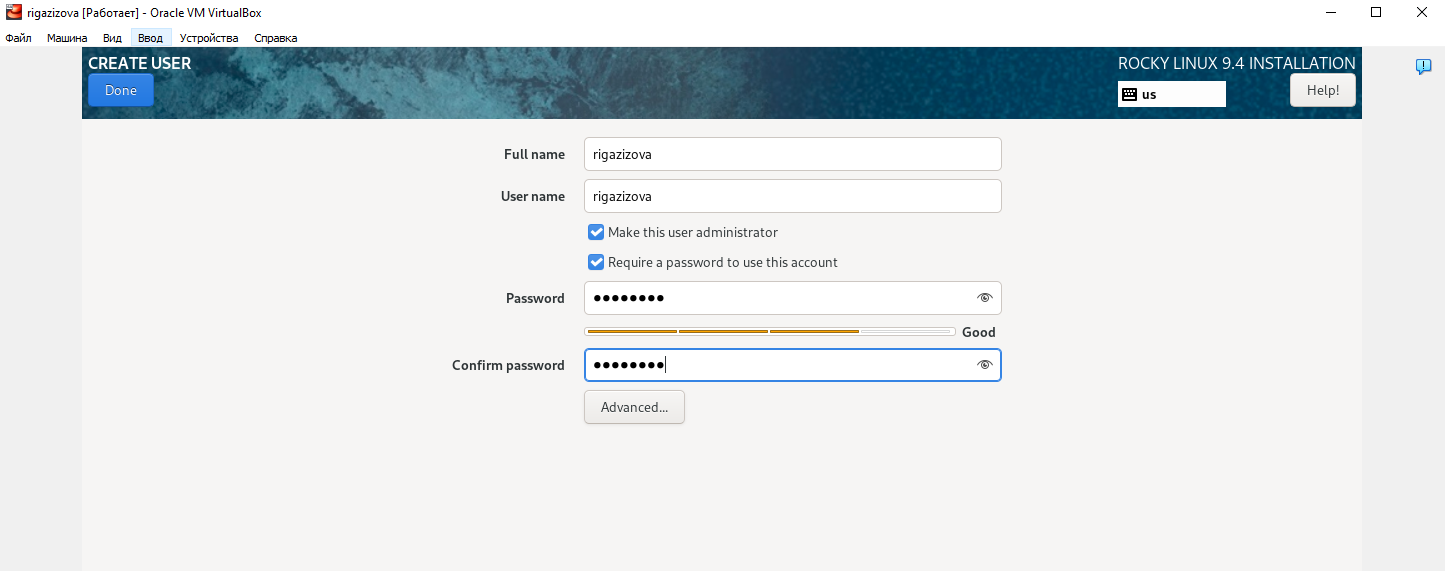 rigazizova [Работает] - Oracle VM VirtualBox
Файл Машина Вид Ввод Устройства Справка
CREATE USER
ROCKY LINUX 9.4 INSTALLATION
Done
us
Help!
Full name
rigazizova
User name
rigazizova
Make this user administrator
Require a password to use this account
Password
●●●●●●●●
Good
Confirm password
●●●●●●●●
Advanced...